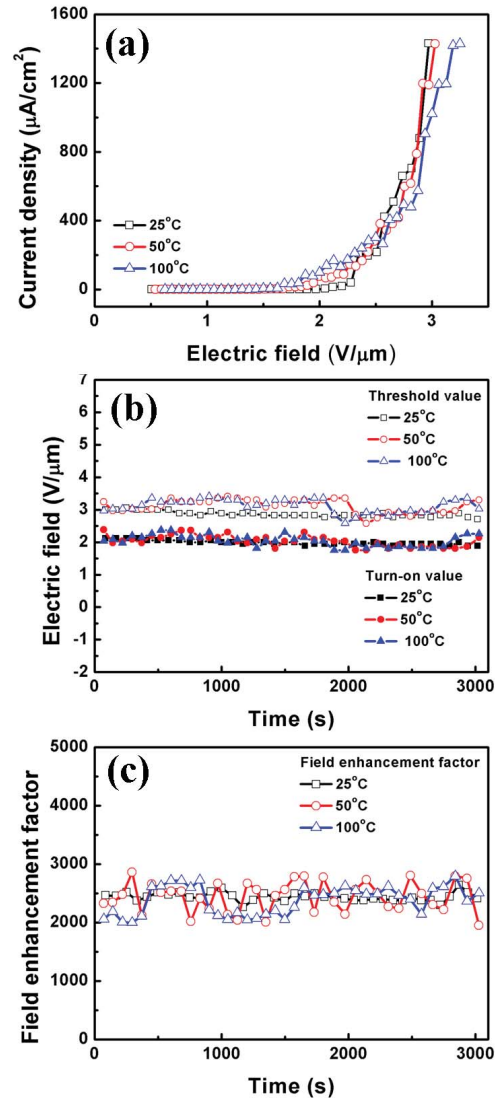 (a)
1600
1200
800
400
0
Current density (μA/cm²)
25°C
50°C
100°C
0 1 2 3
Electric field (V/μm)
(b)
7
6
5
4
3
2
1
0
-1
-2
Electric field (V/μm)
Threshold value
25°C
50°C
100°C
Turn-on value
25°C
50°C
100°C
0 1000 2000 3000
Time (s)
(c)
5000
4000
3000
2000
1000
0
Field enhancement factor
Field enhancement factor
25°C
50°C
100°C
0 1000 2000 3000
Time (s)